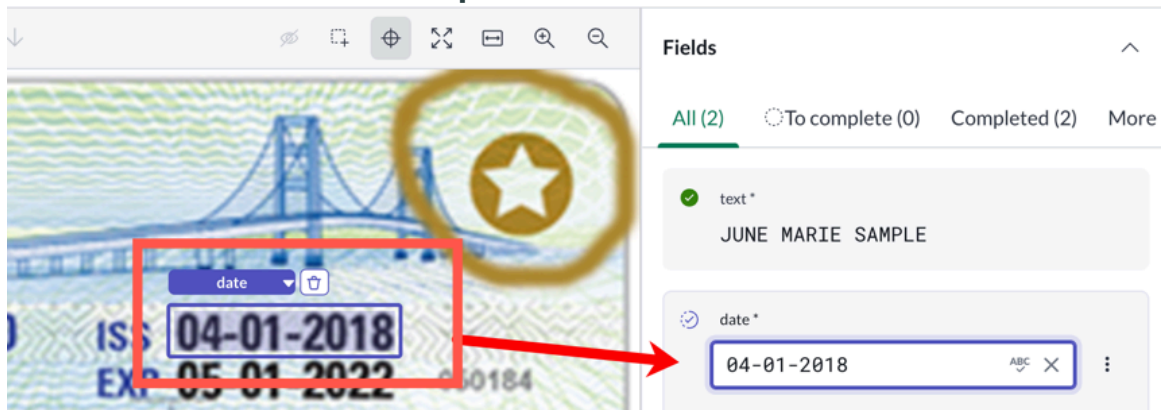 Fields
All (2) To complete (0) Completed (2) More
text *
JUNE MARIE SAMPLE
date
date *
ISS 04-01-2018
04-01-2018 ABC
EXP 05-01-2022